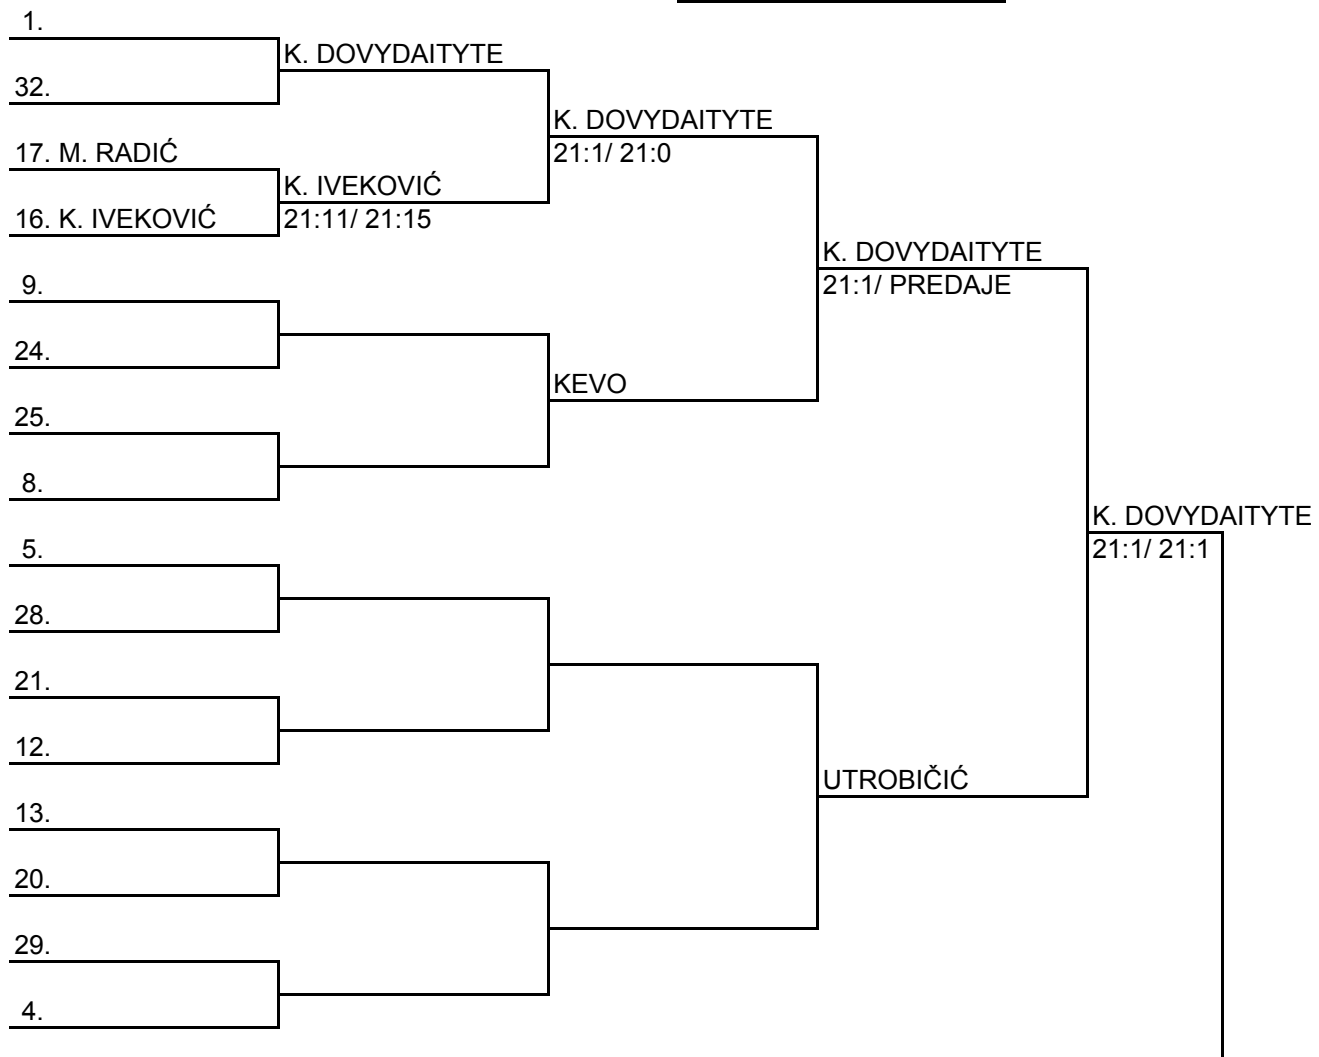 1.
K. DOVYDAITYTE
32.
K. DOVYDAITYTE
17. M. RADIĆ
21:1/ 21:0
K. IVEKOVIĆ
16. K. IVEKOVIĆ
21:11/ 21:15
K. DOVYDAITYTE
9.
21:1/ PREDAJE
24.
KEVO
25.
8.
K. DOVYDAITYTE
5.
21:1/ 21:1
28.
21.
12.
UTROBIČIĆ
13.
20.
29.
4.